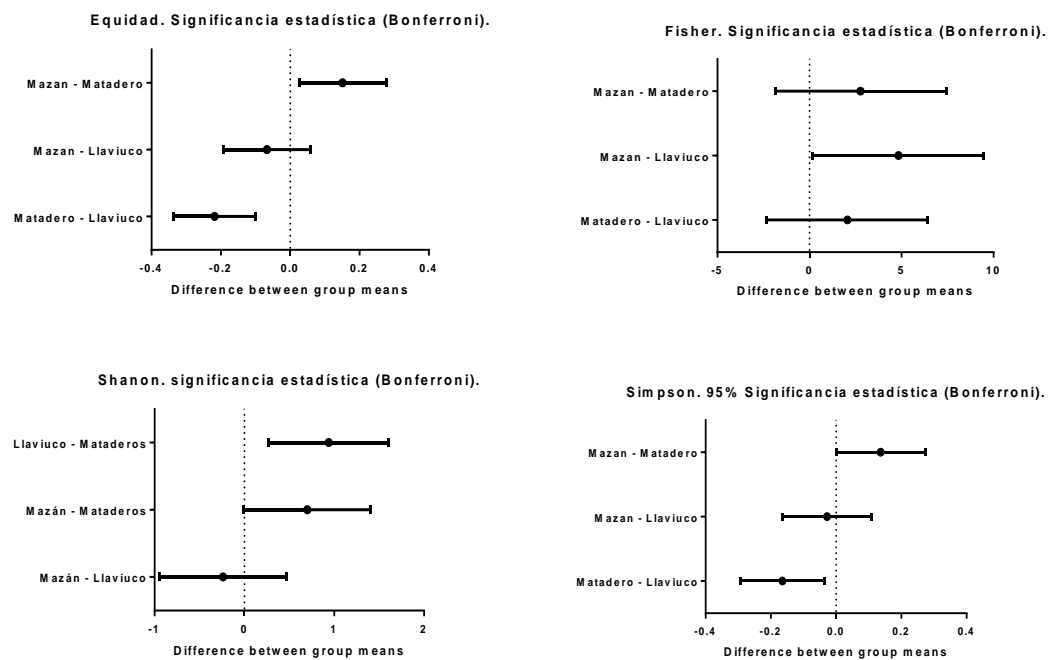 Equidad. Significancia estadística (Bonferroni).
Mazan - Matadero
Mazan - Llaviuco
Matadero - Llaviuco
-0.4 -0.2 0.0 0.2 0.4
Difference between group means
Fisher. Significancia estadística (Bonferroni).
Mazan - Matadero
Mazan - Llaviuco
Matadero - Llaviuco
-5 0 5 10
Difference between group means
Shanon. significancia estadística (Bonferroni).
Llaviuco - Mataderos
Mazán - Mataderos
Mazán - Llaviuco
-1 0 1 2
Difference between group means
Simpson. 95% Significancia estadística (Bonferroni).
Mazan - Matadero
Mazan - Llaviuco
Matadero - Llaviuco
-0.4 -0.2 0.0 0.2 0.4
Difference between group means